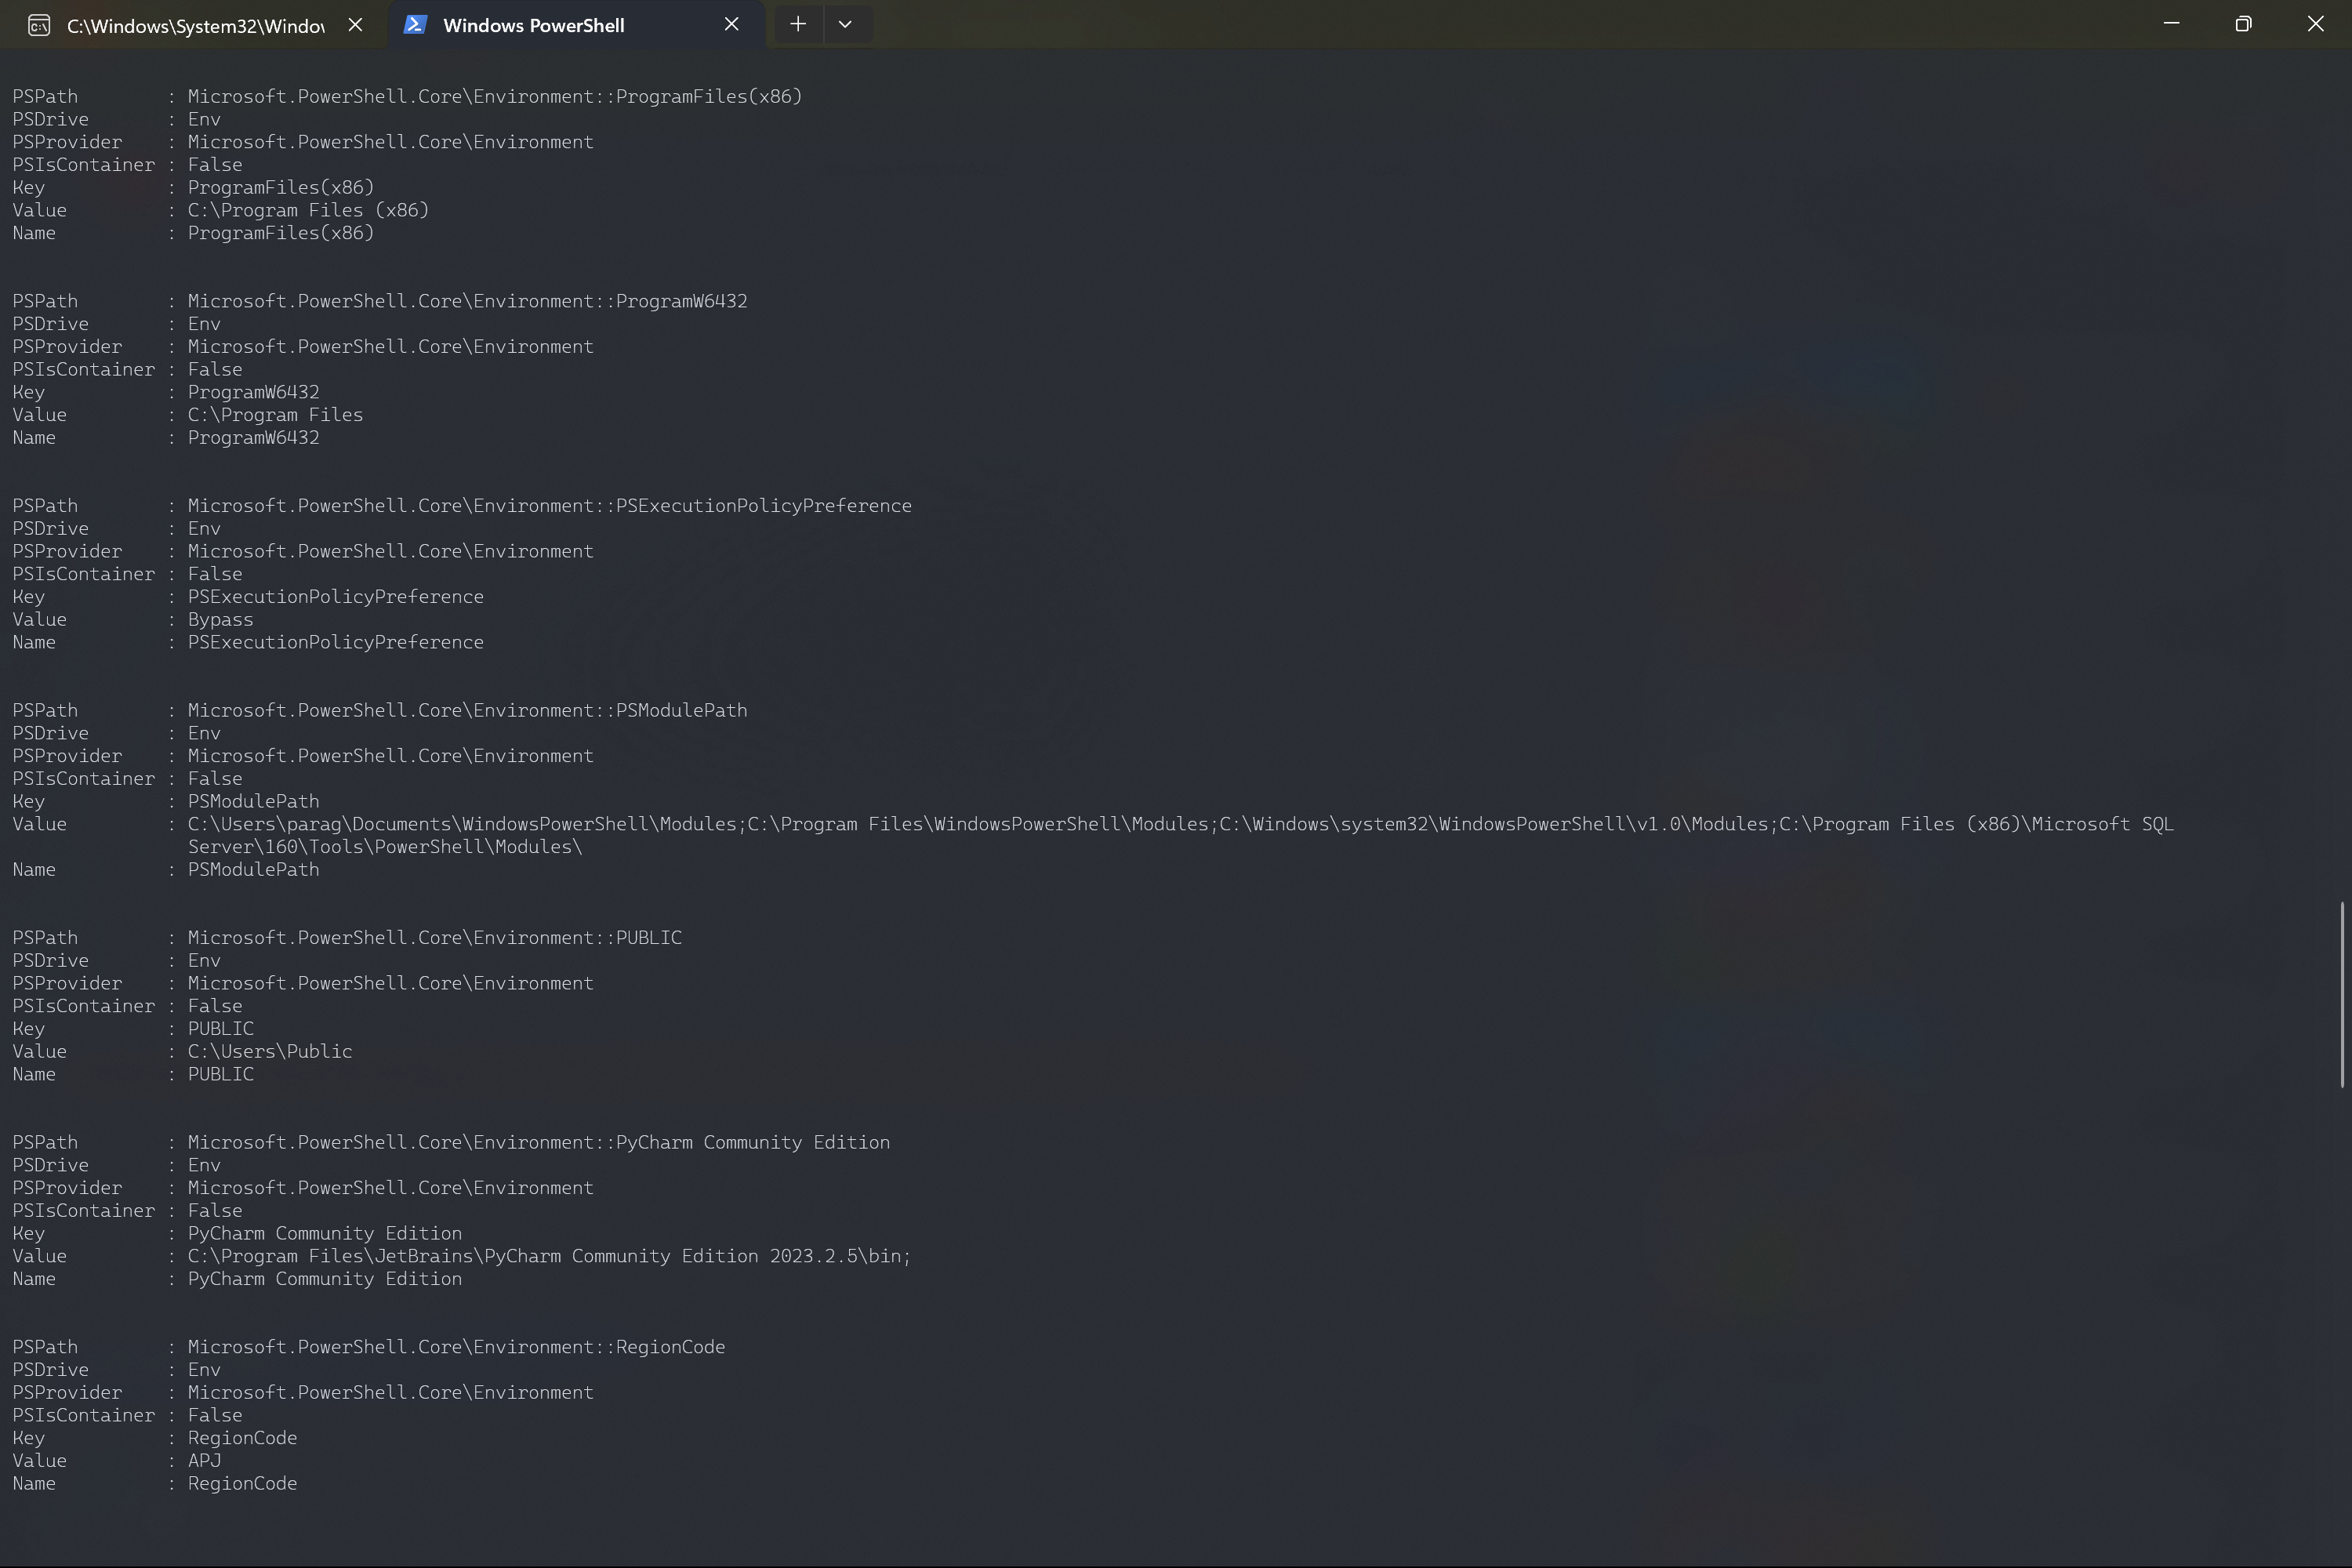 C:\Windows\System32\Window
Windows PowerShell
PSPath        : Microsoft.PowerShell.Core\Environment::ProgramFiles(x86)
PSDrive       : Env
PSProvider    : Microsoft.PowerShell.Core\Environment
PSIsContainer : False
Key           : ProgramFiles(x86)
Value         : C:\Program Files (x86)
Name          : ProgramFiles(x86)
PSPath        : Microsoft.PowerShell.Core\Environment::ProgramW6432
PSDrive       : Env
PSProvider    : Microsoft.PowerShell.Core\Environment
PSIsContainer : False
Key           : ProgramW6432
Value         : C:\Program Files
Name          : ProgramW6432
PSPath        : Microsoft.PowerShell.Core\Environment::PSExecutionPolicyPreference
PSDrive       : Env
PSProvider    : Microsoft.PowerShell.Core\Environment
PSIsContainer : False
Key           : PSExecutionPolicyPreference
Value         : Bypass
Name          : PSExecutionPolicyPreference
PSPath        : Microsoft.PowerShell.Core\Environment::PSModulePath
PSDrive       : Env
PSProvider    : Microsoft.PowerShell.Core\Environment
PSIsContainer : False
Key           : PSModulePath
Value         : C:\Users\parag\Documents\WindowsPowerShell\Modules;C:\Program Files\WindowsPowerShell\Modules;C:\Windows\system32\WindowsPowerShell\v1.0\Modules;C:\Program Files (x86)\Microsoft SQL
                Server\160\Tools\PowerShell\Modules\
Name          : PSModulePath
PSPath        : Microsoft.PowerShell.Core\Environment::PUBLIC
PSDrive       : Env
PSProvider    : Microsoft.PowerShell.Core\Environment
PSIsContainer : False
Key           : PUBLIC
Value         : C:\Users\Public
Name          : PUBLIC
PSPath        : Microsoft.PowerShell.Core\Environment::PyCharm Community Edition
PSDrive       : Env
PSProvider    : Microsoft.PowerShell.Core\Environment
PSIsContainer : False
Key           : PyCharm Community Edition
Value         : C:\Program Files\JetBrains\PyCharm Community Edition 2023.2.5\bin;
Name          : PyCharm Community Edition
PSPath        : Microsoft.PowerShell.Core\Environment::RegionCode
PSDrive       : Env
PSProvider    : Microsoft.PowerShell.Core\Environment
PSIsContainer : False
Key           : RegionCode
Value         : APJ
Name          : RegionCode